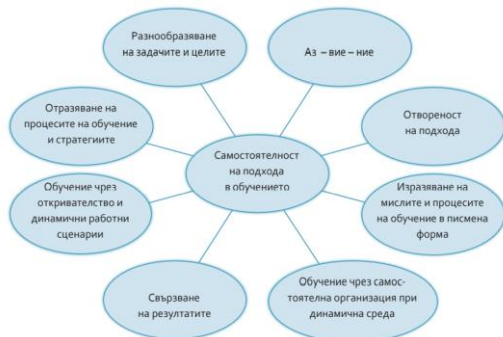 Разнообразяване
на задачите и целите
Аз – вие – ние
Отразяване на
процесите на обучение
и стратегиите
Отвореност
на подхода
Самостоятелност
на подхода
в обучението
Обучение чрез
откривателство и
динамични работни
сценарии
Изразяване на
мислите и процесите
на обучение в писмена
форма
Свързване
на резултатите
Обучение чрез самос-
тоятелна организация при
динамична среда